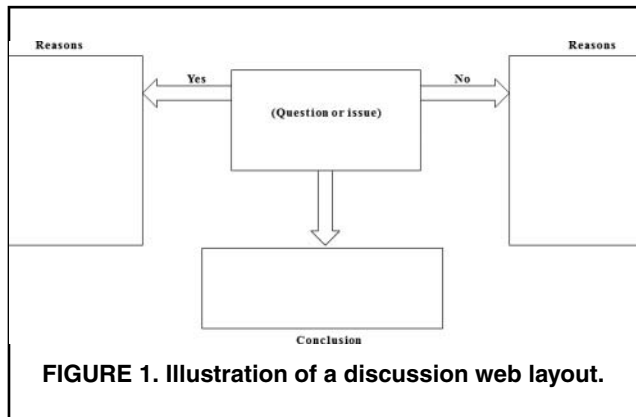 Reasons
Reasons
Yes
No
(Question or issue)
Conclusion
FIGURE 1. Illustration of a discussion web layout.